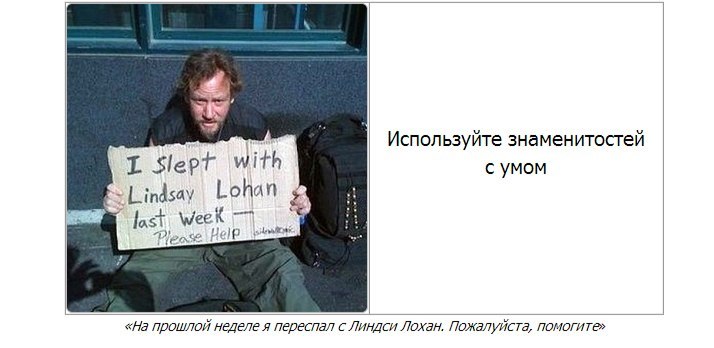 I slept with
Lindsay Lohan
last week —
Please Help
Используйте знаменитостей
с умом
«На прошлой неделе я переспал с Линдси Лохан. Пожалуйста, помогите»